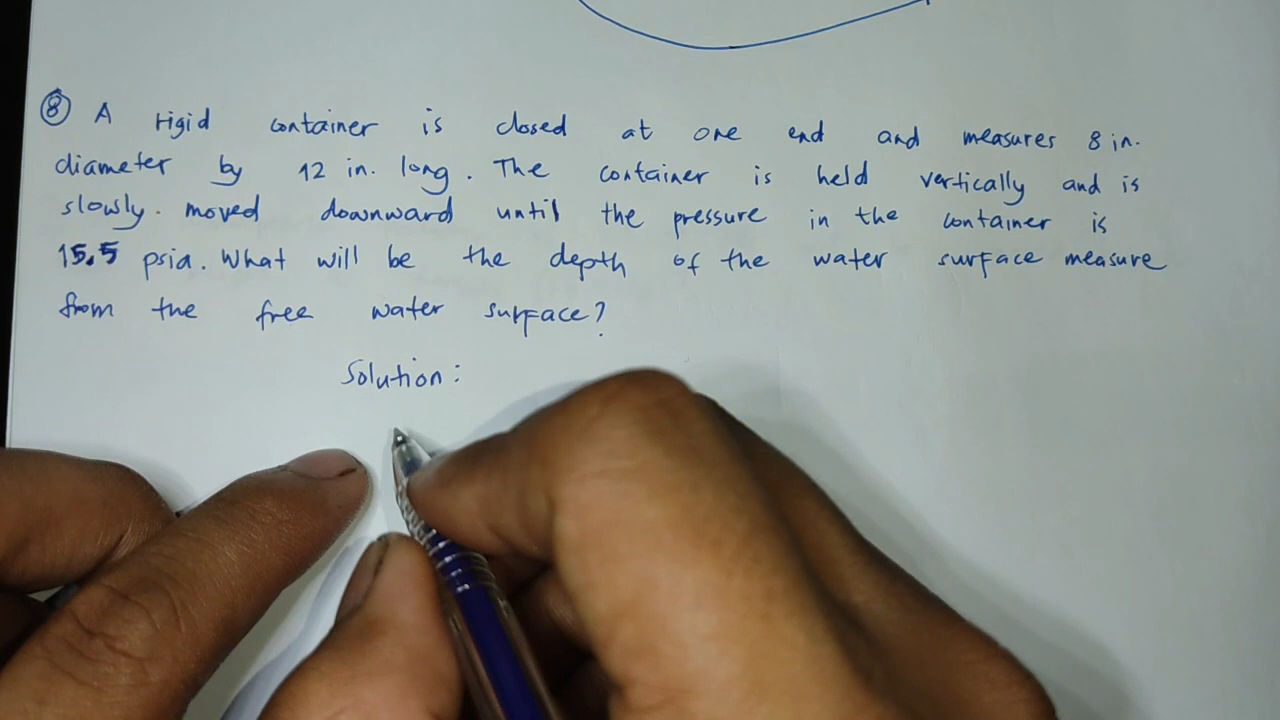 ⑧ A rigid container is closed at one end and measures 8 in.
diameter by 12 in. long. The container is held vertically and is
slowly. moved downward until the pressure in the container is
15.5 psia. What will be the depth of the water surface measure
from the free water surface?
Solution: